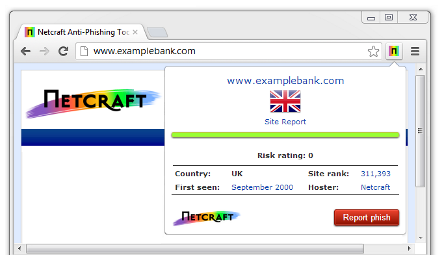 Netcraft Anti-Phishing Too
www.examplebank.com
NETCRAFT
www.examplebank.com
Site Report
Risk rating: 0
Country: UK Site rank: 311,393
First seen: September 2000 Hoster: Netcraft
NETCRAFT Report phish